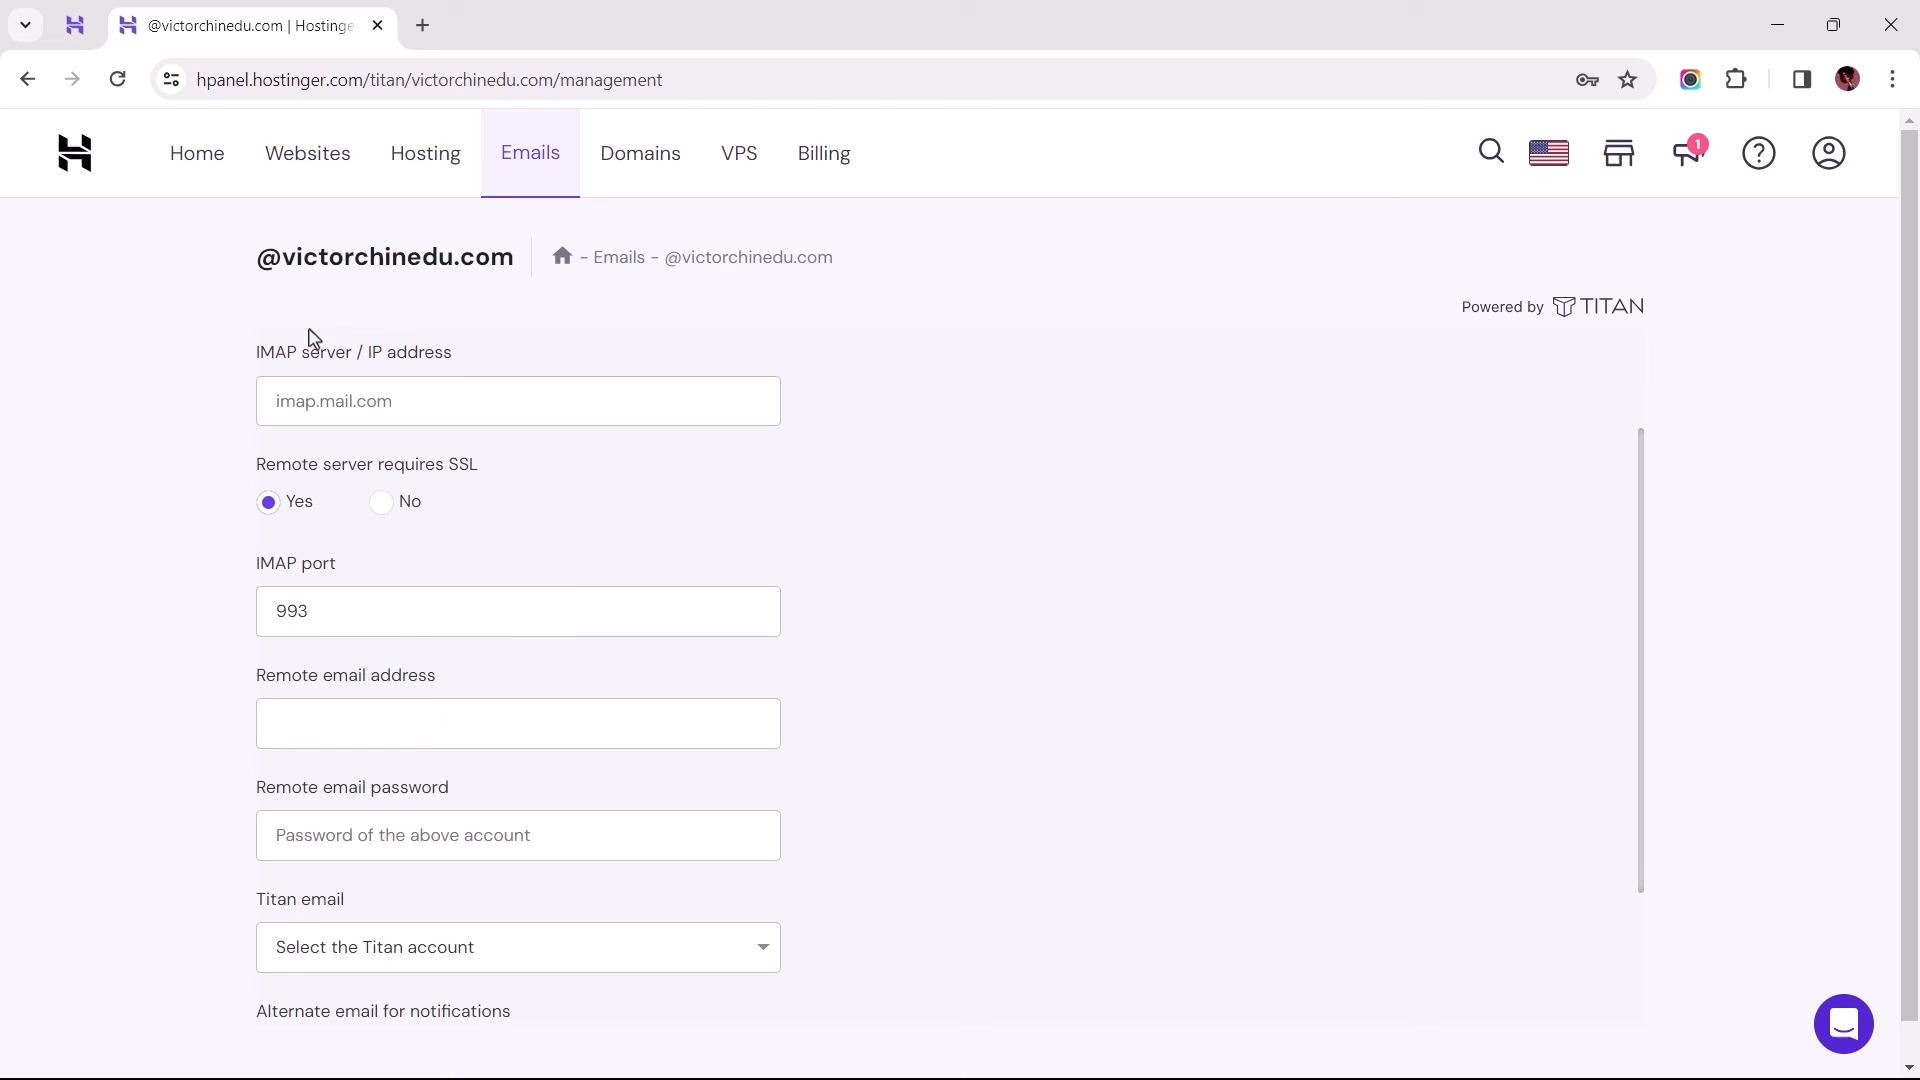 @victorchinedu.com | Hostinge
hpanel.hostinger.com/titan/victorchinedu.com/management
Home Websites Hosting Emails Domains VPS Billing
1
@victorchinedu.com
- Emails - @victorchinedu.com
Powered by TITAN
IMAP server / IP address
imap.mail.com
Remote server requires SSL
Yes No
IMAP port
993
Remote email address
Remote email password
Password of the above account
Titan email
Select the Titan account
Alternate email for notifications